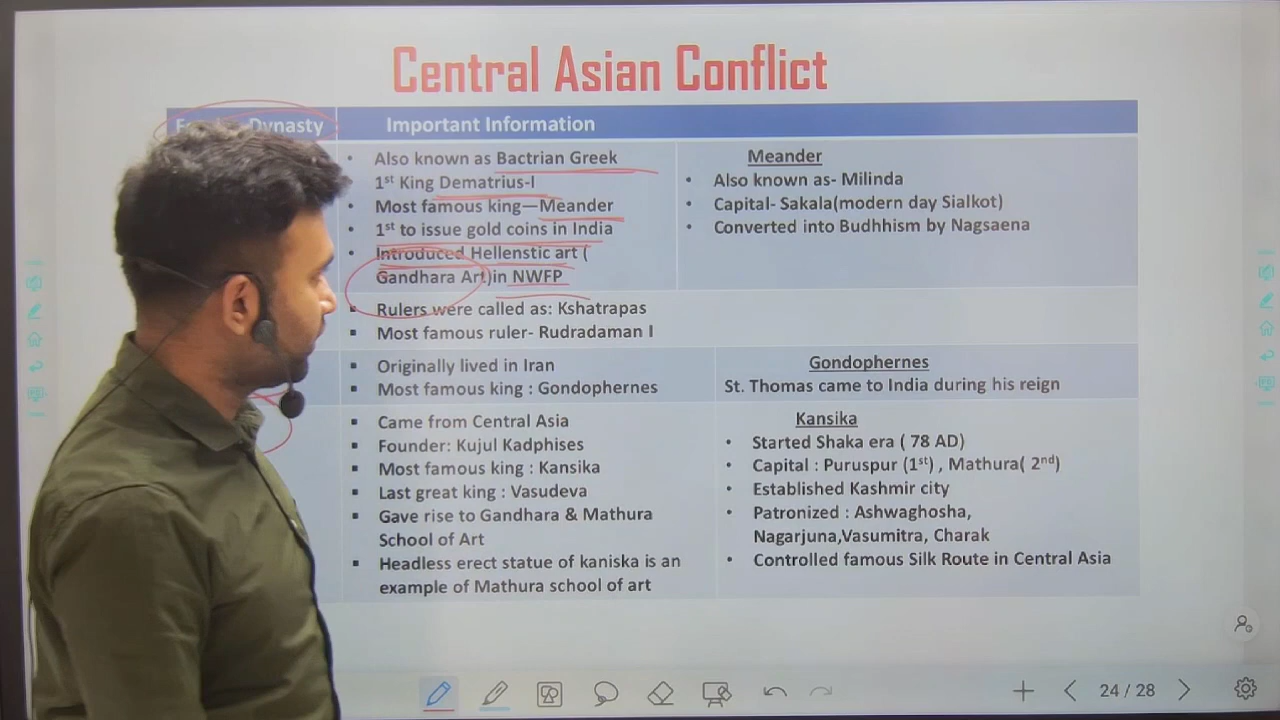 Central Asian Conflict
Dynasty
Important Information
• Also known as Bactrian Greek
1st King Dematrius-I
• Most famous king—Meander
• 1st to issue gold coins in India
• Introduced Hellenstic art (
Gandhara Art)in NWFP
Meander
• Also known as- Milinda
• Capital- Sakala(modern day Sialkot)
• Converted into Budhhism by Nagsaena
▪ Rulers were called as: Kshatrapas
▪ Most famous ruler- Rudradaman I
▪ Originally lived in Iran
▪ Most famous king : Gondophernes
Gondophernes
St. Thomas came to India during his reign
▪ Came from Central Asia
▪ Founder: Kujul Kadphises
▪ Most famous king : Kansika
▪ Last great king : Vasudeva
▪ Gave rise to Gandhara & Mathura
School of Art
▪ Headless erect statue of kaniska is an
example of Mathura school of art
Kansika
• Started Shaka era ( 78 AD)
• Capital : Puruspur (1st) , Mathura( 2nd)
• Established Kashmir city
• Patronized : Ashwaghosha,
Nagarjuna,Vasumitra, Charak
• Controlled famous Silk Route in Central Asia
24 / 28